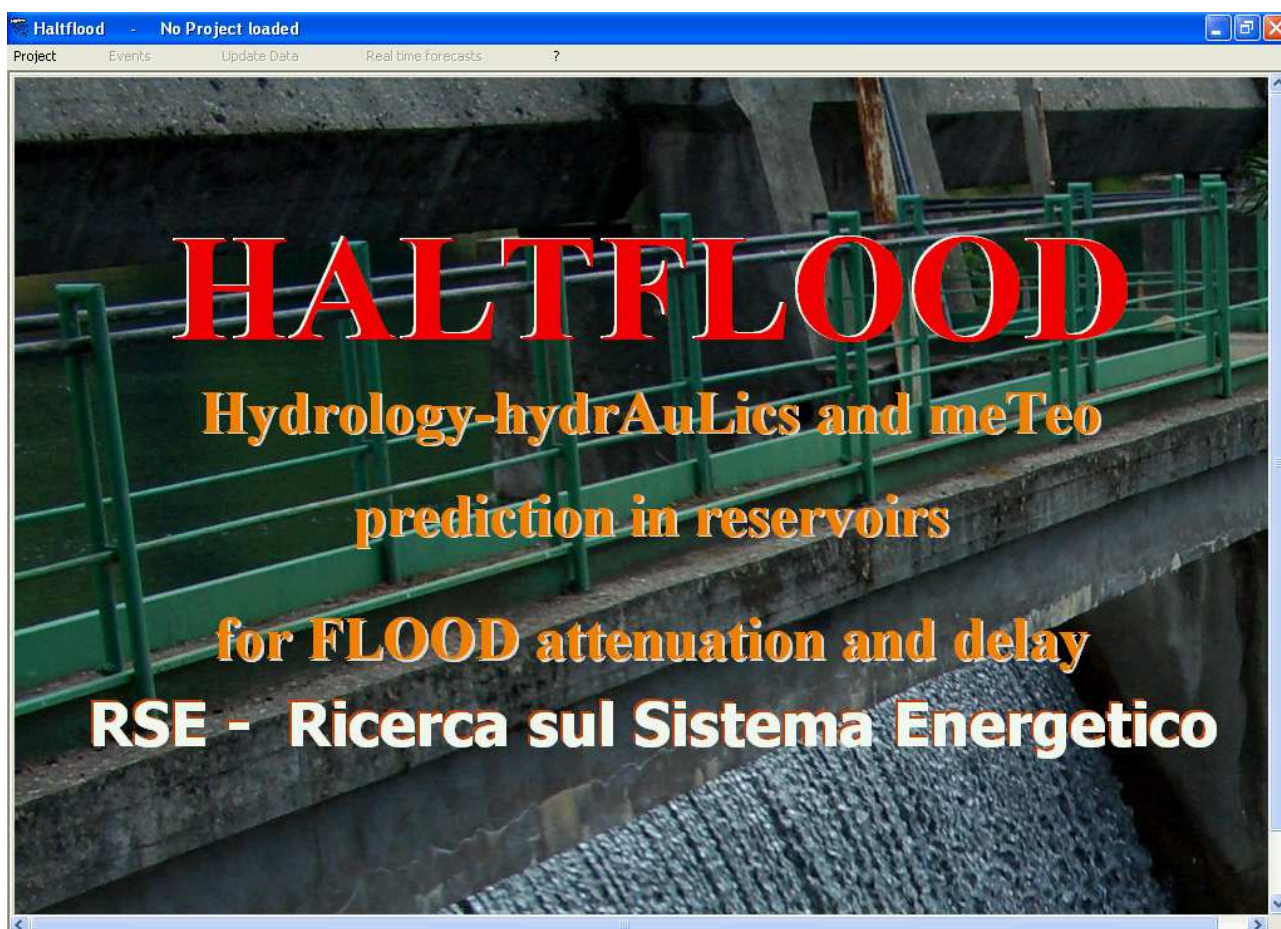 Haltflood - No Project loaded
Project Events Update Data Real time forecasts ?
HALTFLOOD
Hydrology-hydrAuLics and meTeo
prediction in reservoirs
for FLOOD attenuation and delay
RSE - Ricerca sul Sistema Energetico